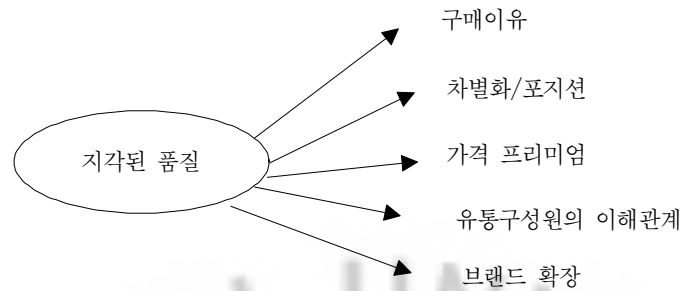 구매이유
차별화/포지션
지각된 품질
가격 프리미엄
유통구성원의 이해관계
브랜드 확장